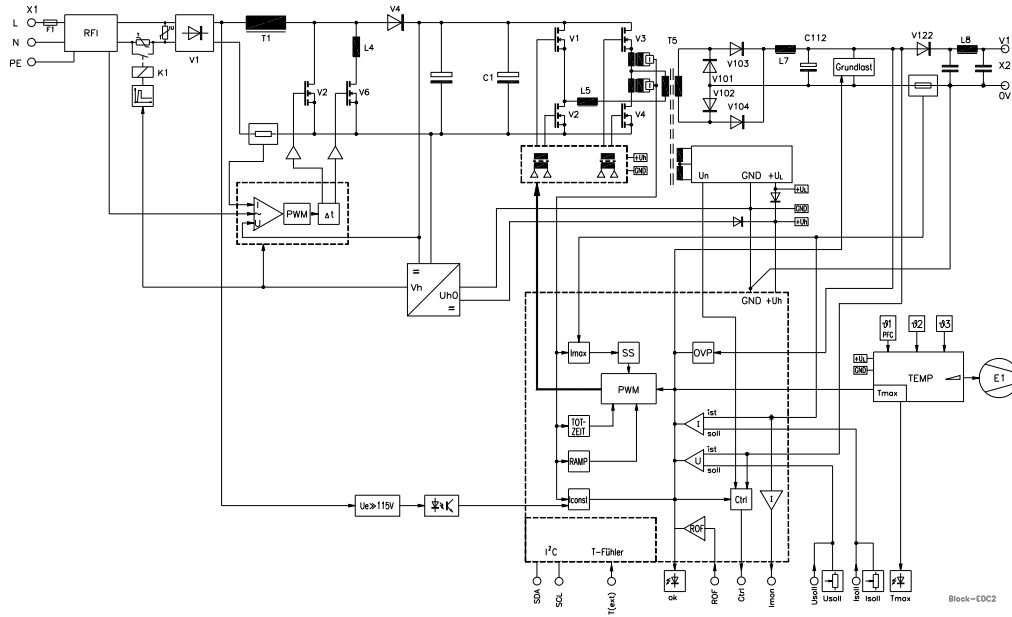 X1
L
F1
N
PE
RFI
U
K1
V1
T1
V4
L4
V2
V6
C1
V1
V3
L5
V2
V4
T5
V103
V101
V102
V104
L7
C112
Grundlast
V122
L8
V1
X2
0V
+Uh
GND
Un
GND
+UL
+UL
GND
+Uh
I
~
U
PWM
Δt
=
Vh
Uh0
=
GND +Uh
Imax
SS
OVP
PWM
TOT-
ZEIT
RAMP
Iconst
I
ist
soll
U
ist
soll
Ctrl
I
ROF
Ue≫115V
I²C
T-Fühler
ϑ1
PFC
ϑ2
ϑ3
+UL
GND
TEMP
Tmax
E1
SDA
SCL
T(ext)
ok
ROF
Ctrl
Imon
Usoll
Usoll
Isoll
Isoll
Tmax
Block-EDC2